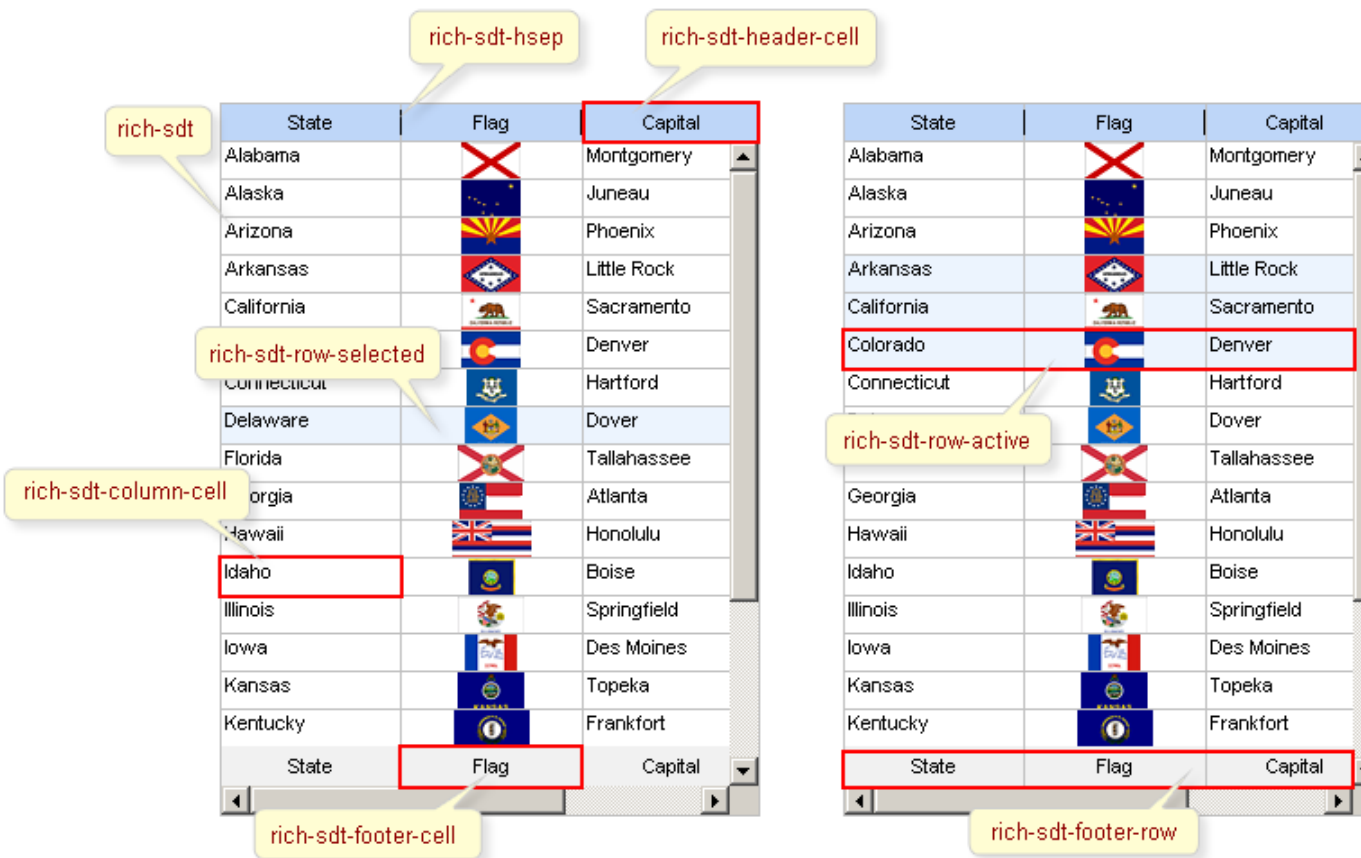 rich-sdt-hsep
rich-sdt-header-cell
rich-sdt
State Flag Capital
Alabama Montgomery
Alaska Juneau
Arizona Phoenix
Arkansas Little Rock
California Sacramento
rich-sdt-row-selected
Denver
Connecticut Hartford
Delaware Dover
Florida Tallahassee
rich-sdt-column-cell
orgia Atlanta
Hawaii Honolulu
Idaho Boise
Illinois Springfield
Iowa Des Moines
Kansas Topeka
Kentucky Frankfort
State Flag Capital
rich-sdt-footer-cell
State Flag Capital
Alabama Montgomery
Alaska Juneau
Arizona Phoenix
Arkansas Little Rock
California Sacramento
Colorado Denver
Connecticut Hartford
Dover
rich-sdt-row-active
Tallahassee
Georgia Atlanta
Hawaii Honolulu
Idaho Boise
Illinois Springfield
Iowa Des Moines
Kansas Topeka
Kentucky Frankfort
State Flag Capital
rich-sdt-footer-row